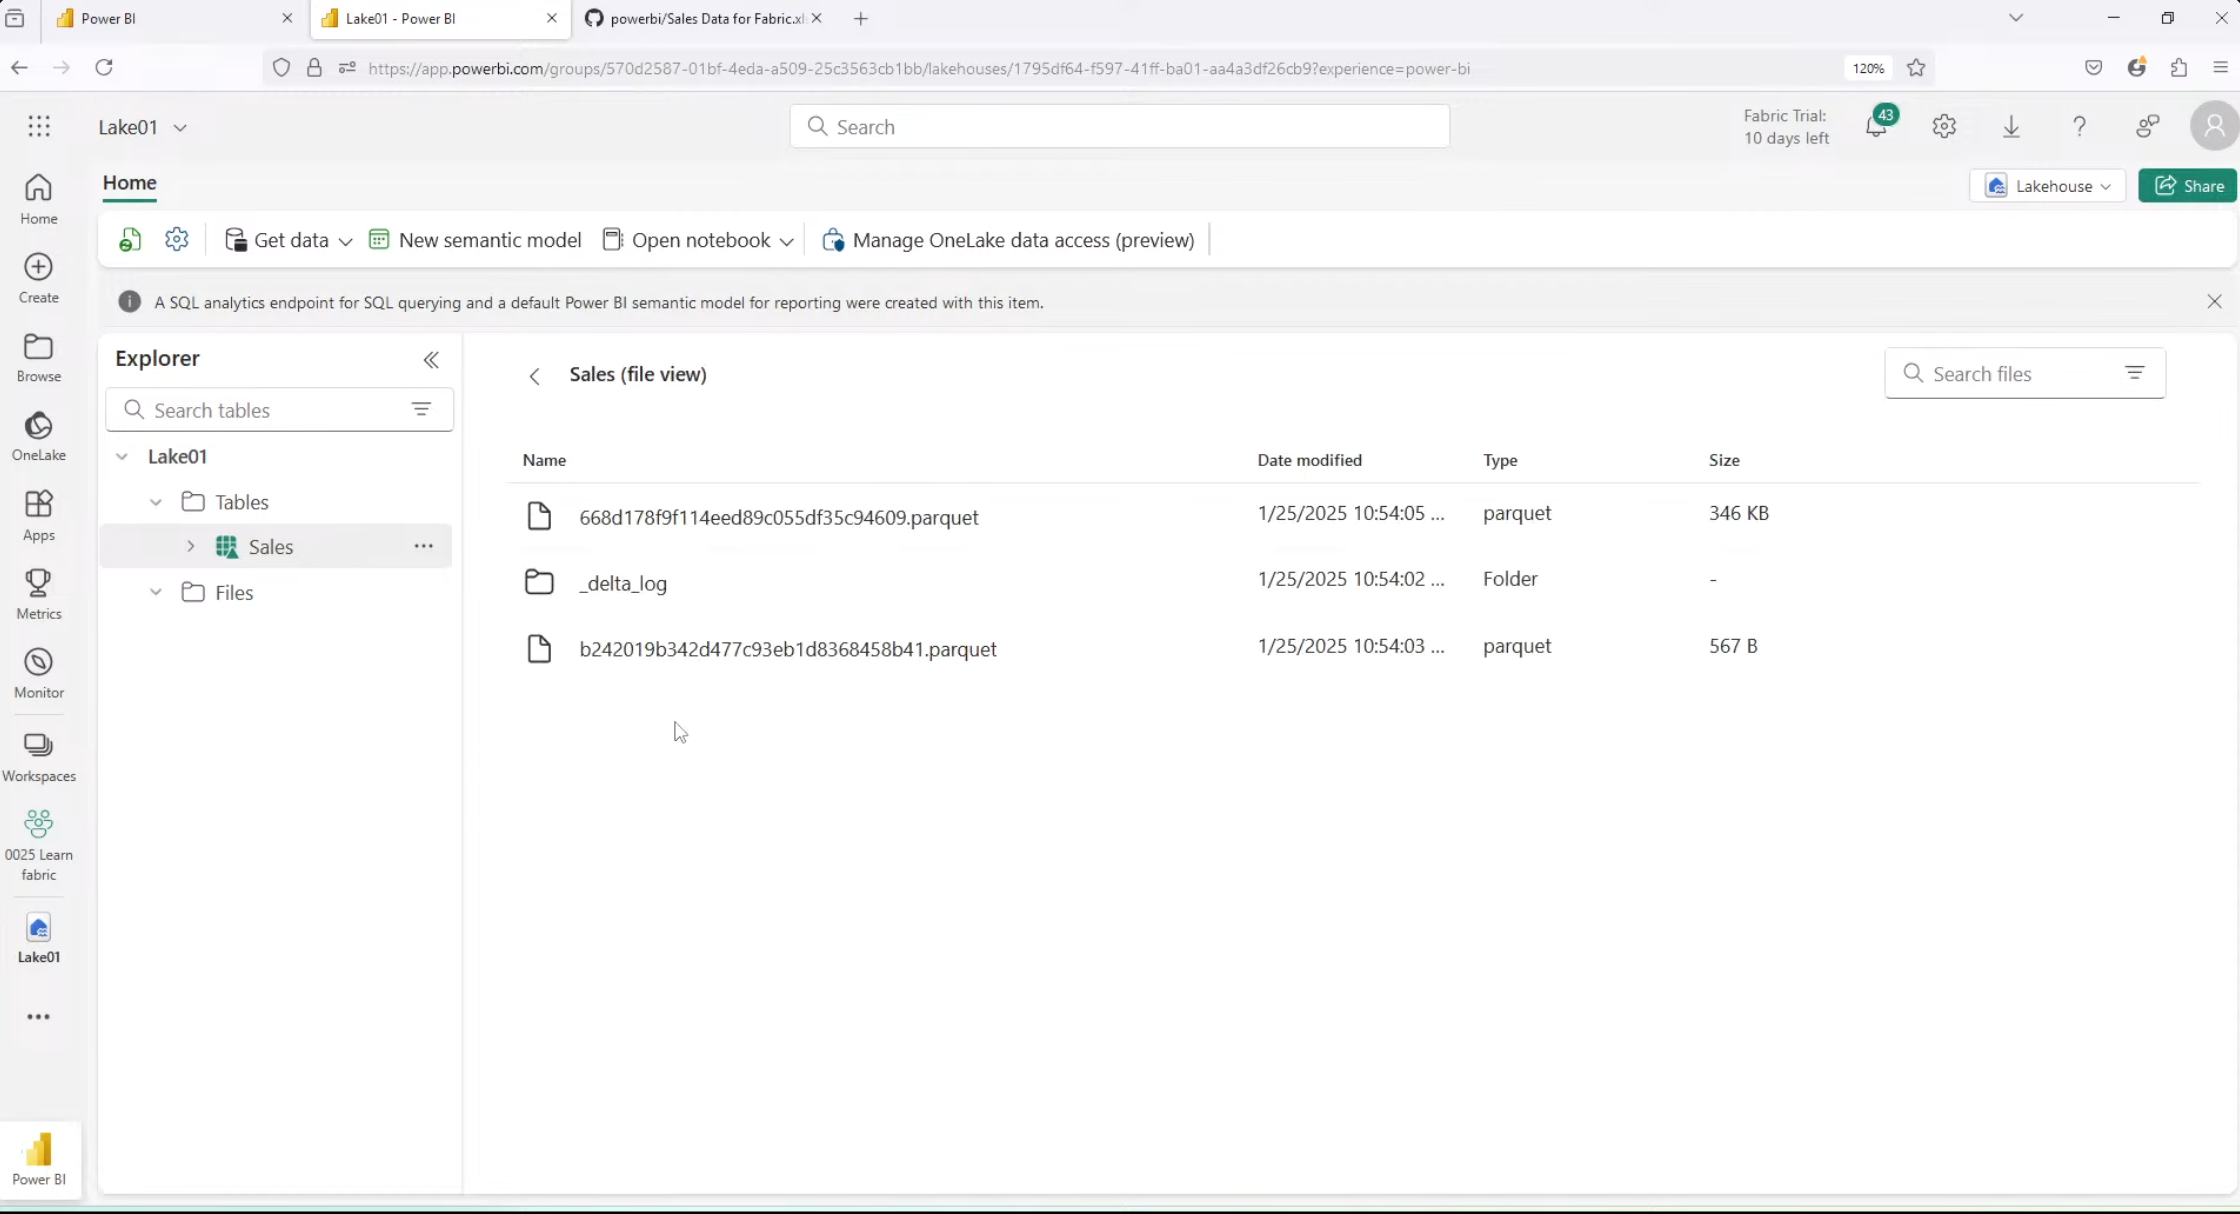 Power BI
Lake01 - Power BI
powerbi/Sales Data for Fabric.xl
https://app.powerbi.com/groups/570d2587-01bf-4eda-a509-25c3563cb1bb/lakehouses/1795df64-f597-41ff-ba01-aa4a3df26cb9?experience=power-bi
120%
Lake01
Search
Fabric Trial:
10 days left
43
Home
Lakehouse
Share
Get data
New semantic model
Open notebook
Manage OneLake data access (preview)
A SQL analytics endpoint for SQL querying and a default Power BI semantic model for reporting were created with this item.
Home
Create
Browse
OneLake
Apps
Metrics
Monitor
Workspaces
0025 Learn
fabric
Lake01
Power BI
Explorer
Search tables
Lake01
Tables
Sales
Files
Sales (file view)
Search files
Name Date modified Type Size
668d178f9f114eed89c055df35c94609.parquet 1/25/2025 10:54:05 ... parquet 346 KB
_delta_log 1/25/2025 10:54:02 ... Folder -
b242019b342d477c93eb1d8368458b41.parquet 1/25/2025 10:54:03 ... parquet 567 B